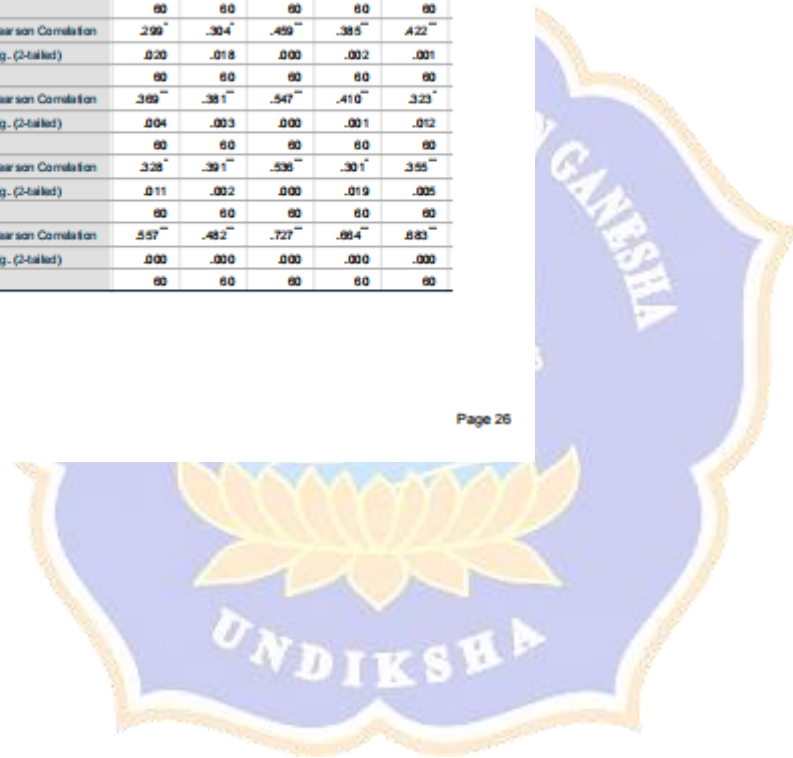 60 60 60 60 60
earson Correlation .299* .304* .459** .385** .422**
g. (2-tailed) .020 .018 .000 .002 .001
60 60 60 60 60
earson Correlation .369** .381** .547** .410** .323*
g. (2-tailed) .004 .003 .000 .001 .012
60 60 60 60 60
earson Correlation .328* .391** .536** .301* .355**
g. (2-tailed) .011 .002 .000 .019 .005
60 60 60 60 60
earson Correlation .557** .482** .727** .664** .683**
g. (2-tailed) .000 .000 .000 .000 .000
60 60 60 60 60
Page 26
N GANESHA
UNDIKSHA